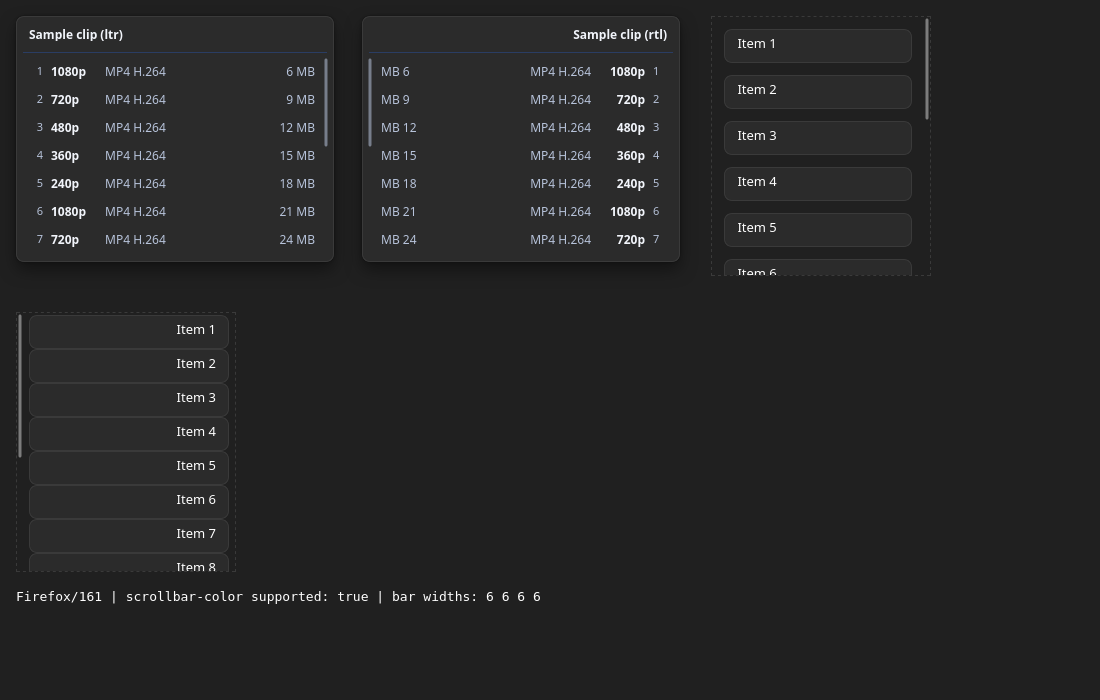 Sample clip (ltr)
1 1080p MP4 H.264 6 MB
2 720p MP4 H.264 9 MB
3 480p MP4 H.264 12 MB
4 360p MP4 H.264 15 MB
5 240p MP4 H.264 18 MB
6 1080p MP4 H.264 21 MB
7 720p MP4 H.264 24 MB
Sample clip (rtl)
MB 6 MP4 H.264 1080p 1
MB 9 MP4 H.264 720p 2
MB 12 MP4 H.264 480p 3
MB 15 MP4 H.264 360p 4
MB 18 MP4 H.264 240p 5
MB 21 MP4 H.264 1080p 6
MB 24 MP4 H.264 720p 7
Item 1
Item 2
Item 3
Item 4
Item 5
Item 6
Item 1
Item 2
Item 3
Item 4
Item 5
Item 6
Item 7
Item 8
Firefox/161 | scrollbar-color supported: true | bar widths: 6 6 6 6